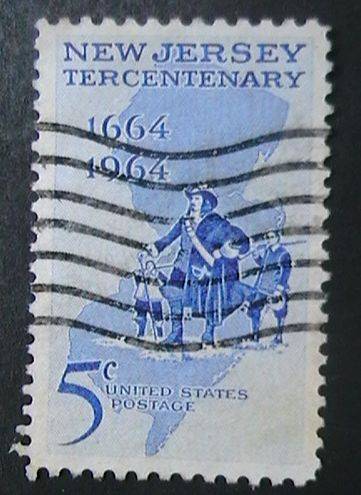 NEW JERSEY
TERCENTENARY
1664
1964
5c
UNITED STATES
POSTAGE